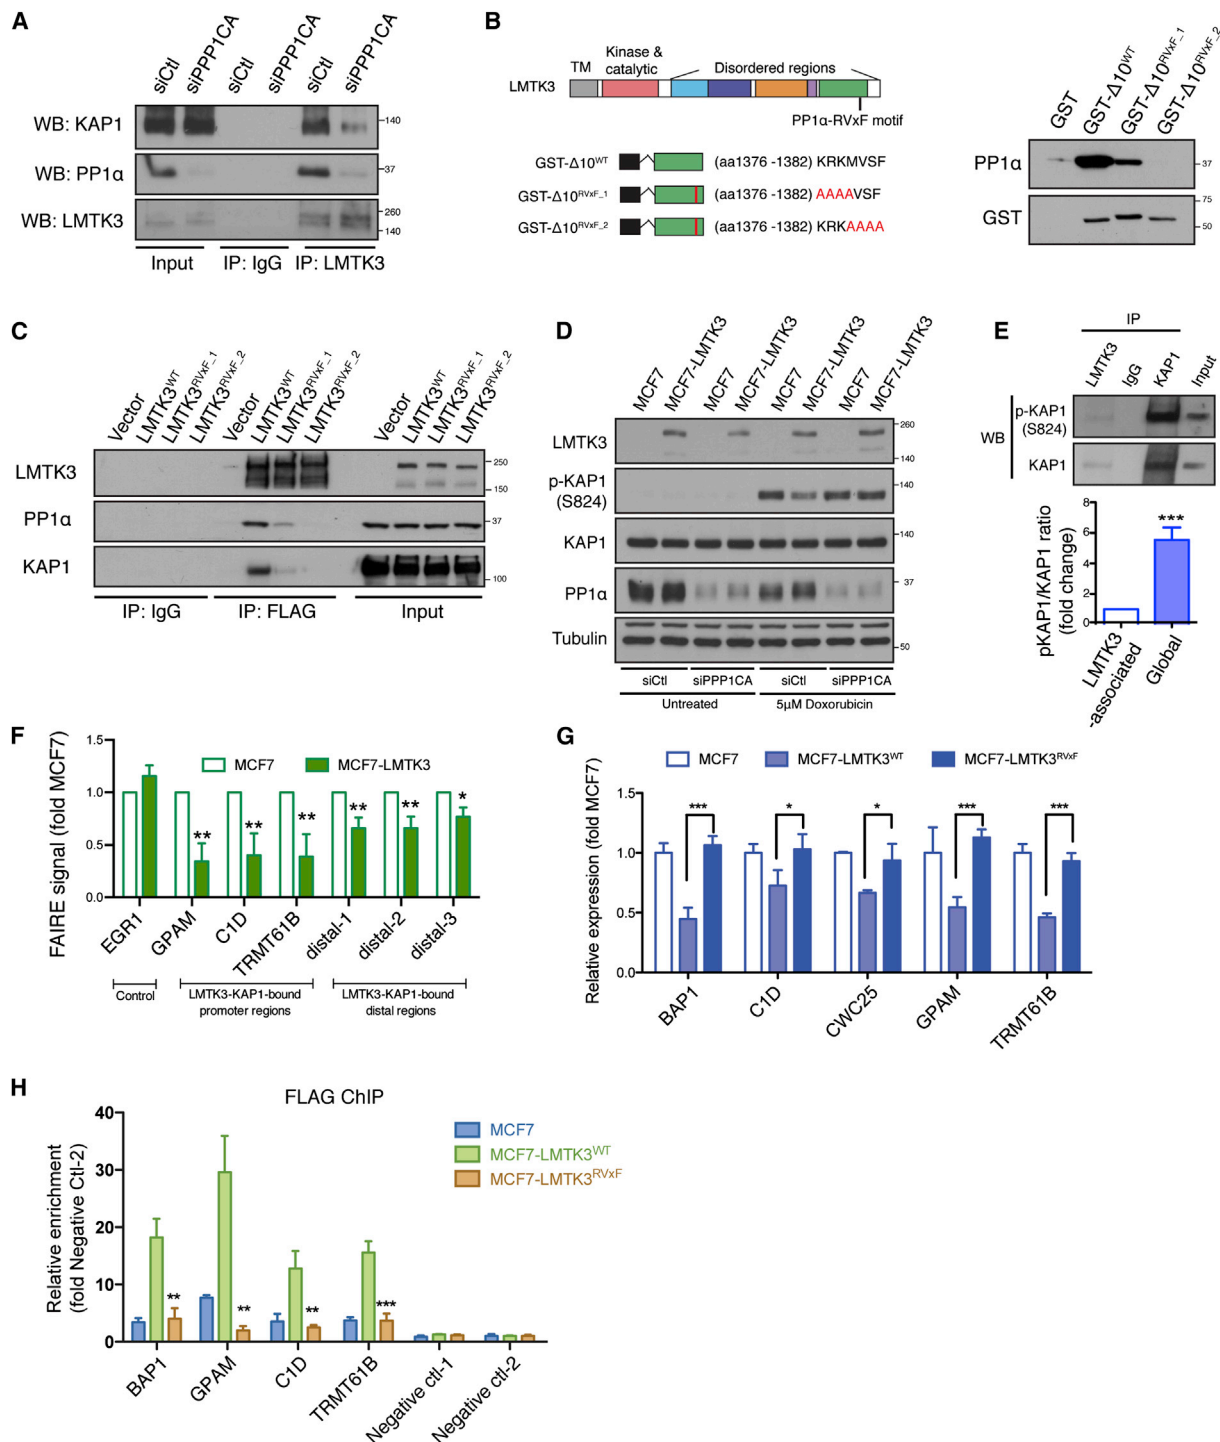 A
siCtl
siPPP1CA
siCtl
siPPP1CA
siCtl
siPPP1CA
WB: KAP1
140
WB: PP1α
37
WB: LMTK3
260
140
Input
IP: IgG
IP: LMTK3
B
TM
Kinase &
catalytic
Disordered regions
LMTK3
PP1α-RVxF motif
GST-Δ10WT (aa1376 -1382) KRKMVSF
GST-Δ10RVxF_1 (aa1376 -1382) AAAAVSF
GST-Δ10RVxF_2 (aa1376 -1382) KRKAAAA
GST
GST-Δ10WT
GST-Δ10RVxF_1
GST-Δ10RVxF_2
PP1α
37
GST
75
50
C
Vector
LMTK3WT
LMTK3RVxF_1
LMTK3RVxF_2
Vector
LMTK3WT
LMTK3RVxF_1
LMTK3RVxF_2
Vector
LMTK3WT
LMTK3RVxF_1
LMTK3RVxF_2
LMTK3
250
150
PP1α
37
KAP1
100
IP: IgG
IP: FLAG
Input
D
MCF7
MCF7-LMTK3
MCF7
MCF7-LMTK3
MCF7
MCF7-LMTK3
MCF7
MCF7-LMTK3
LMTK3
260
140
p-KAP1
(S824)
140
KAP1
140
PP1α
37
Tubulin
50
siCtl
siPPP1CA
siCtl
siPPP1CA
Untreated
5μM Doxorubicin
E
IP
LMTK3
IgG
KAP1
Input
WB
p-KAP1
(S824)
KAP1
pKAP1/KAP1 ratio
(fold change)
8
6
4
2
0
***
LMTK3
-associated
Global
F
FAIRE signal (fold MCF7)
1.5
1.0
0.5
0.0
MCF7
MCF7-LMTK3
**
**
**
**
**
*
EGR1
GPAM
C1D
TRMT61B
distal-1
distal-2
distal-3
Control
LMTK3-KAP1-bound
promoter regions
LMTK3-KAP1-bound
distal regions
G
MCF7
MCF7-LMTK3WT
MCF7-LMTK3RVxF
Relative expression (fold MCF7)
1.5
1.0
0.5
0.0
***
*
*
***
***
BAP1
C1D
CWC25
GPAM
TRMT61B
H
FLAG ChIP
Relative enrichment
(fold Negative Ctl-2)
40
30
20
10
0
MCF7
MCF7-LMTK3WT
MCF7-LMTK3RVxF
**
**
**
***
BAP1
GPAM
C1D
TRMT61B
Negative ctl-1
Negative ctl-2